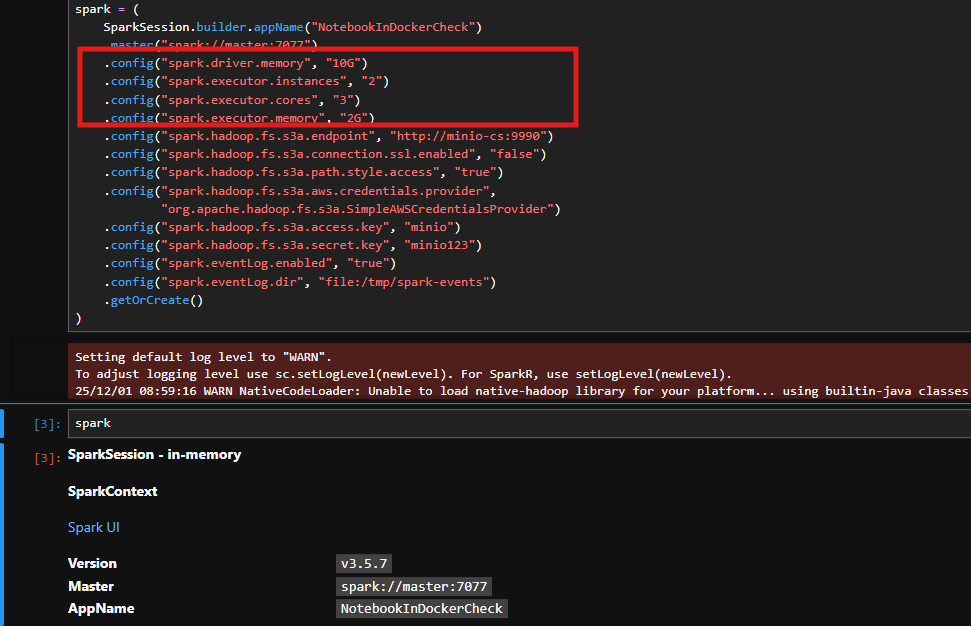 spark = (
SparkSession.builder.appName("NotebookInDockerCheck")
.master("spark://master:7077")
.config("spark.driver.memory", "10G")
.config("spark.executor.instances", "2")
.config("spark.executor.cores", "3")
.config("spark.executor.memory", "2G")
.config("spark.hadoop.fs.s3a.endpoint", "http://minio-cs:9990")
.config("spark.hadoop.fs.s3a.connection.ssl.enabled", "false")
.config("spark.hadoop.fs.s3a.path.style.access", "true")
.config("spark.hadoop.fs.s3a.aws.credentials.provider",
"org.apache.hadoop.fs.s3a.SimpleAWSCredentialsProvider")
.config("spark.hadoop.fs.s3a.access.key", "minio")
.config("spark.hadoop.fs.s3a.secret.key", "minio123")
.config("spark.eventLog.enabled", "true")
.config("spark.eventLog.dir", "file:/tmp/spark-events")
.getOrCreate()
)
Setting default log level to "WARN".
To adjust logging level use sc.setLogLevel(newLevel). For SparkR, use setLogLevel(newLevel).
25/12/01 08:59:16 WARN NativeCodeLoader: Unable to load native-hadoop library for your platform... using builtin-java classes
[3]: spark
[3]: SparkSession - in-memory
SparkContext
Spark UI
Version v3.5.7
Master spark://master:7077
AppName NotebookInDockerCheck